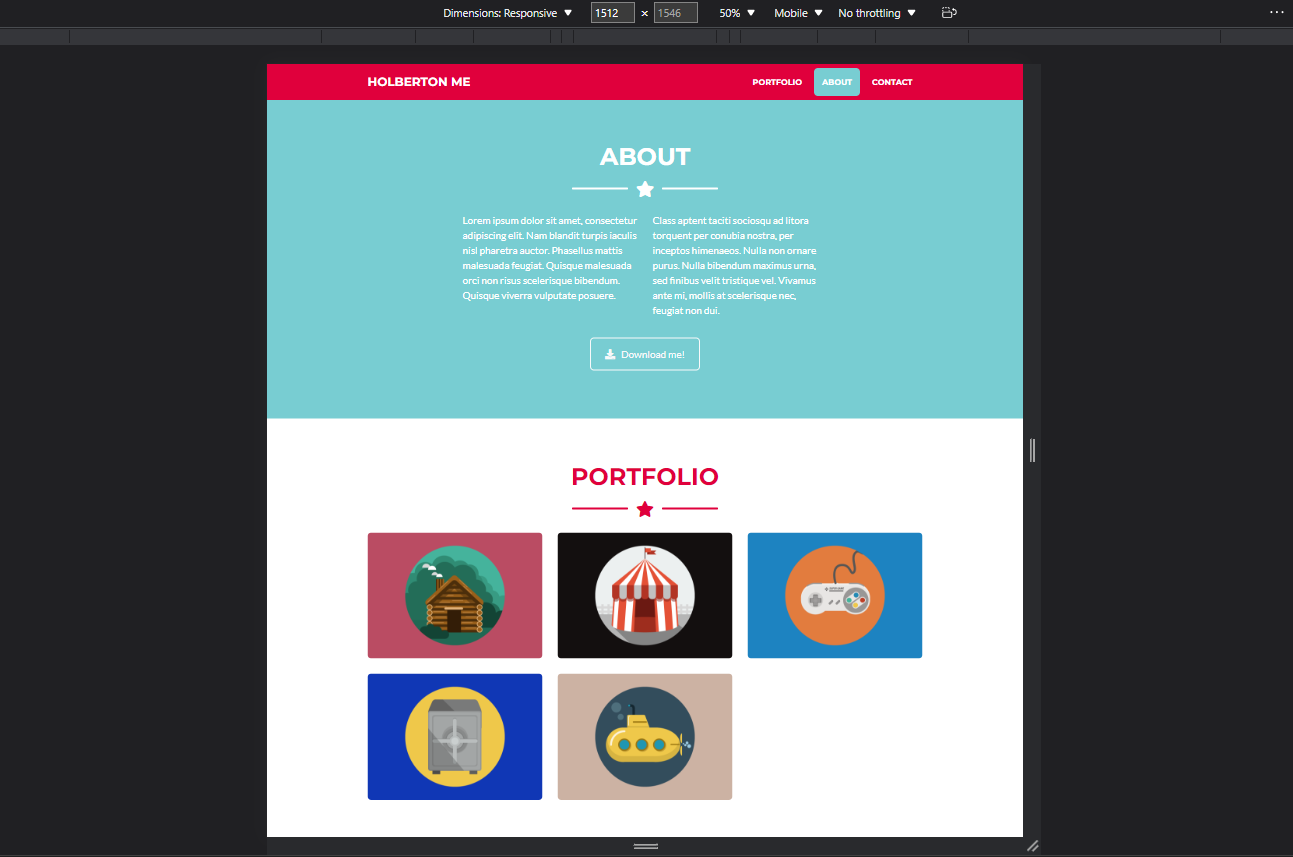 Dimensions: Responsive ▼ 1512 x 1546 50% ▼ Mobile ▼ No throttling ▼
HOLBERTON ME PORTFOLIO ABOUT CONTACT
ABOUT
Lorem ipsum dolor sit amet, consectetur
adipiscing elit. Nam blandit turpis iaculis
nisl pharetra auctor. Phasellus mattis
malesuada feugiat. Quisque malesuada
orci non risus scelerisque bibendum.
Quisque viverra vulputate posuere.
Class aptent taciti sociosqu ad litora
torquent per conubia nostra, per
inceptos himenaeos. Nulla non ornare
purus. Nulla bibendum maximus urna,
sed finibus velit tristique vel. Vivamus
ante mi, mollis at scelerisque nec,
feugiat non dui.
Download me!
PORTFOLIO